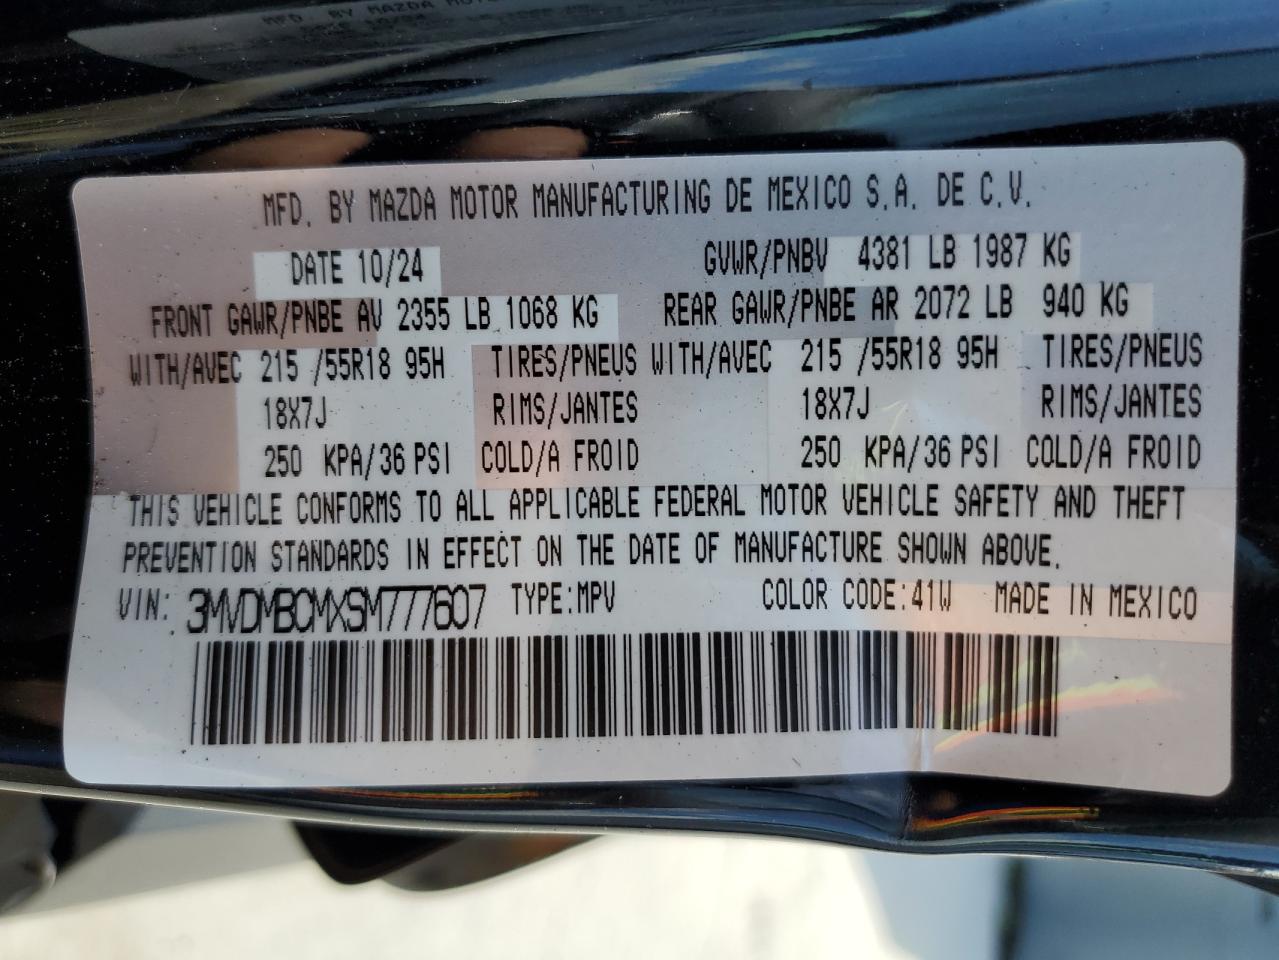 MFD. BY MAZDA MOTOR MANUFACTURING DE MEXICO S.A. DE C.V.
DATE 10/24 GVWR/PNBV 4381 LB 1987 KG
FRONT GAWR/PNBE AV 2355 LB 1068 KG REAR GAWR/PNBE AR 2072 LB 940 KG
WITH/AVEC 215 /55R18 95H TIRES/PNEUS WITH/AVEC 215 /55R18 95H TIRES/PNEUS
18X7J RIMS/JANTES 18X7J RIMS/JANTES
250 KPA/36 PSI COLD/A FROID 250 KPA/36 PSI COLD/A FROID
THIS VEHICLE CONFORMS TO ALL APPLICABLE FEDERAL MOTOR VEHICLE SAFETY AND THEFT
PREVENTION STANDARDS IN EFFECT ON THE DATE OF MANUFACTURE SHOWN ABOVE.
VIN: 3MVDMBCMXSM777607 TYPE:MPV COLOR CODE:41W MADE IN MEXICO